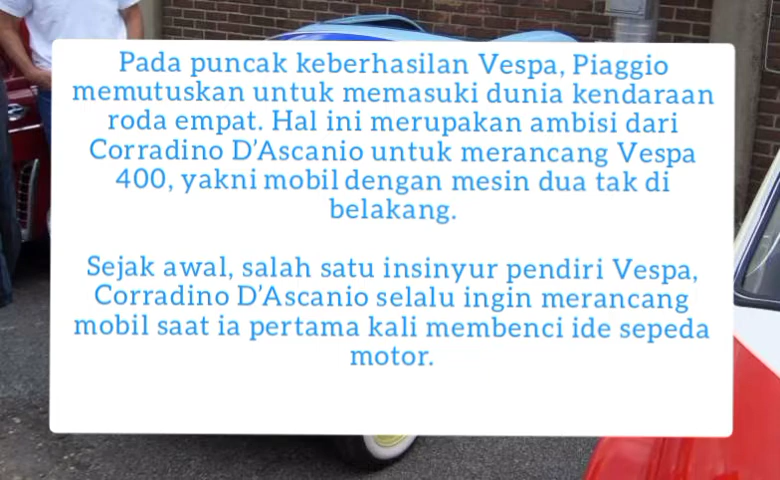 Pada puncak keberhasilan Vespa, Piaggio
memutuskan untuk memasuki dunia kendaraan
roda empat. Hal ini merupakan ambisi dari
Corradino D'Ascanio untuk merancang Vespa
400, yakni mobil dengan mesin dua tak di
belakang.
Sejak awal, salah satu insinyur pendiri Vespa,
Corradino D'Ascanio selalu ingin merancang
mobil saat ia pertama kali membenci ide sepeda
motor.